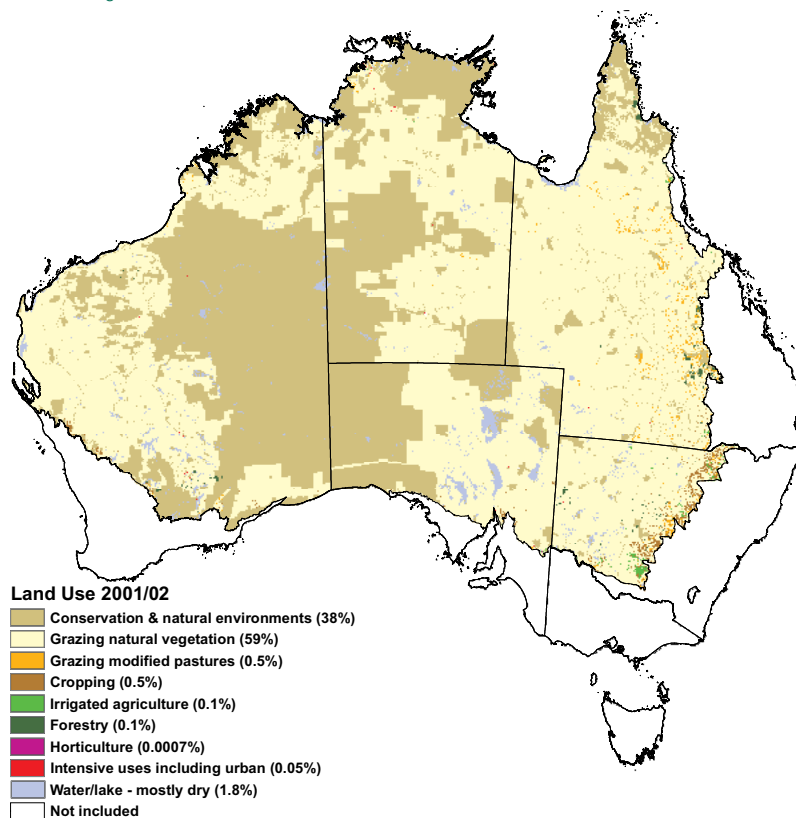 Land Use 2001/02
Conservation & natural environments (38%)
Grazing natural vegetation (59%)
Grazing modified pastures (0.5%)
Cropping (0.5%)
Irrigated agriculture (0.1%)
Forestry (0.1%)
Horticulture (0.0007%)
Intensive uses including urban (0.05%)
Water/lake - mostly dry (1.8%)
Not included